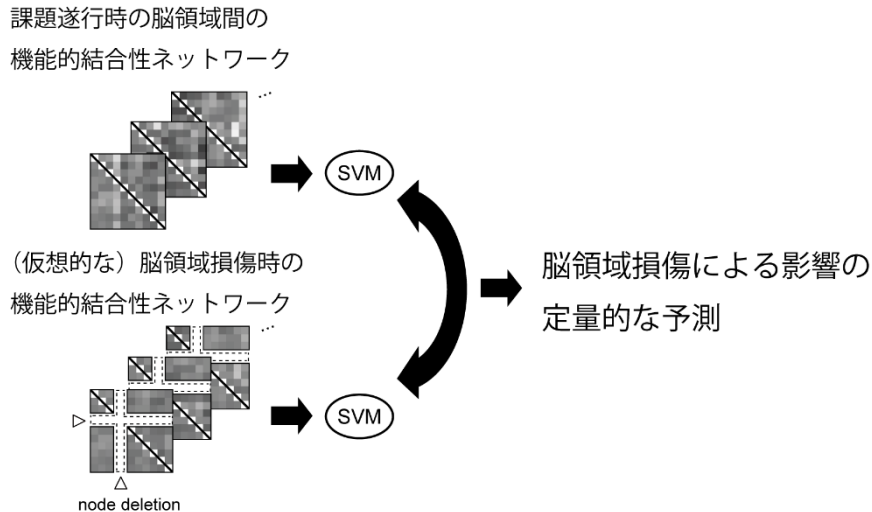 課題遂行時の脳領域間の
機能的結合性ネットワーク
...
SVM
（仮想的な）脳領域損傷時の
機能的結合性ネットワーク
...
SVM
node deletion
脳領域損傷による影響の
定量的な予測